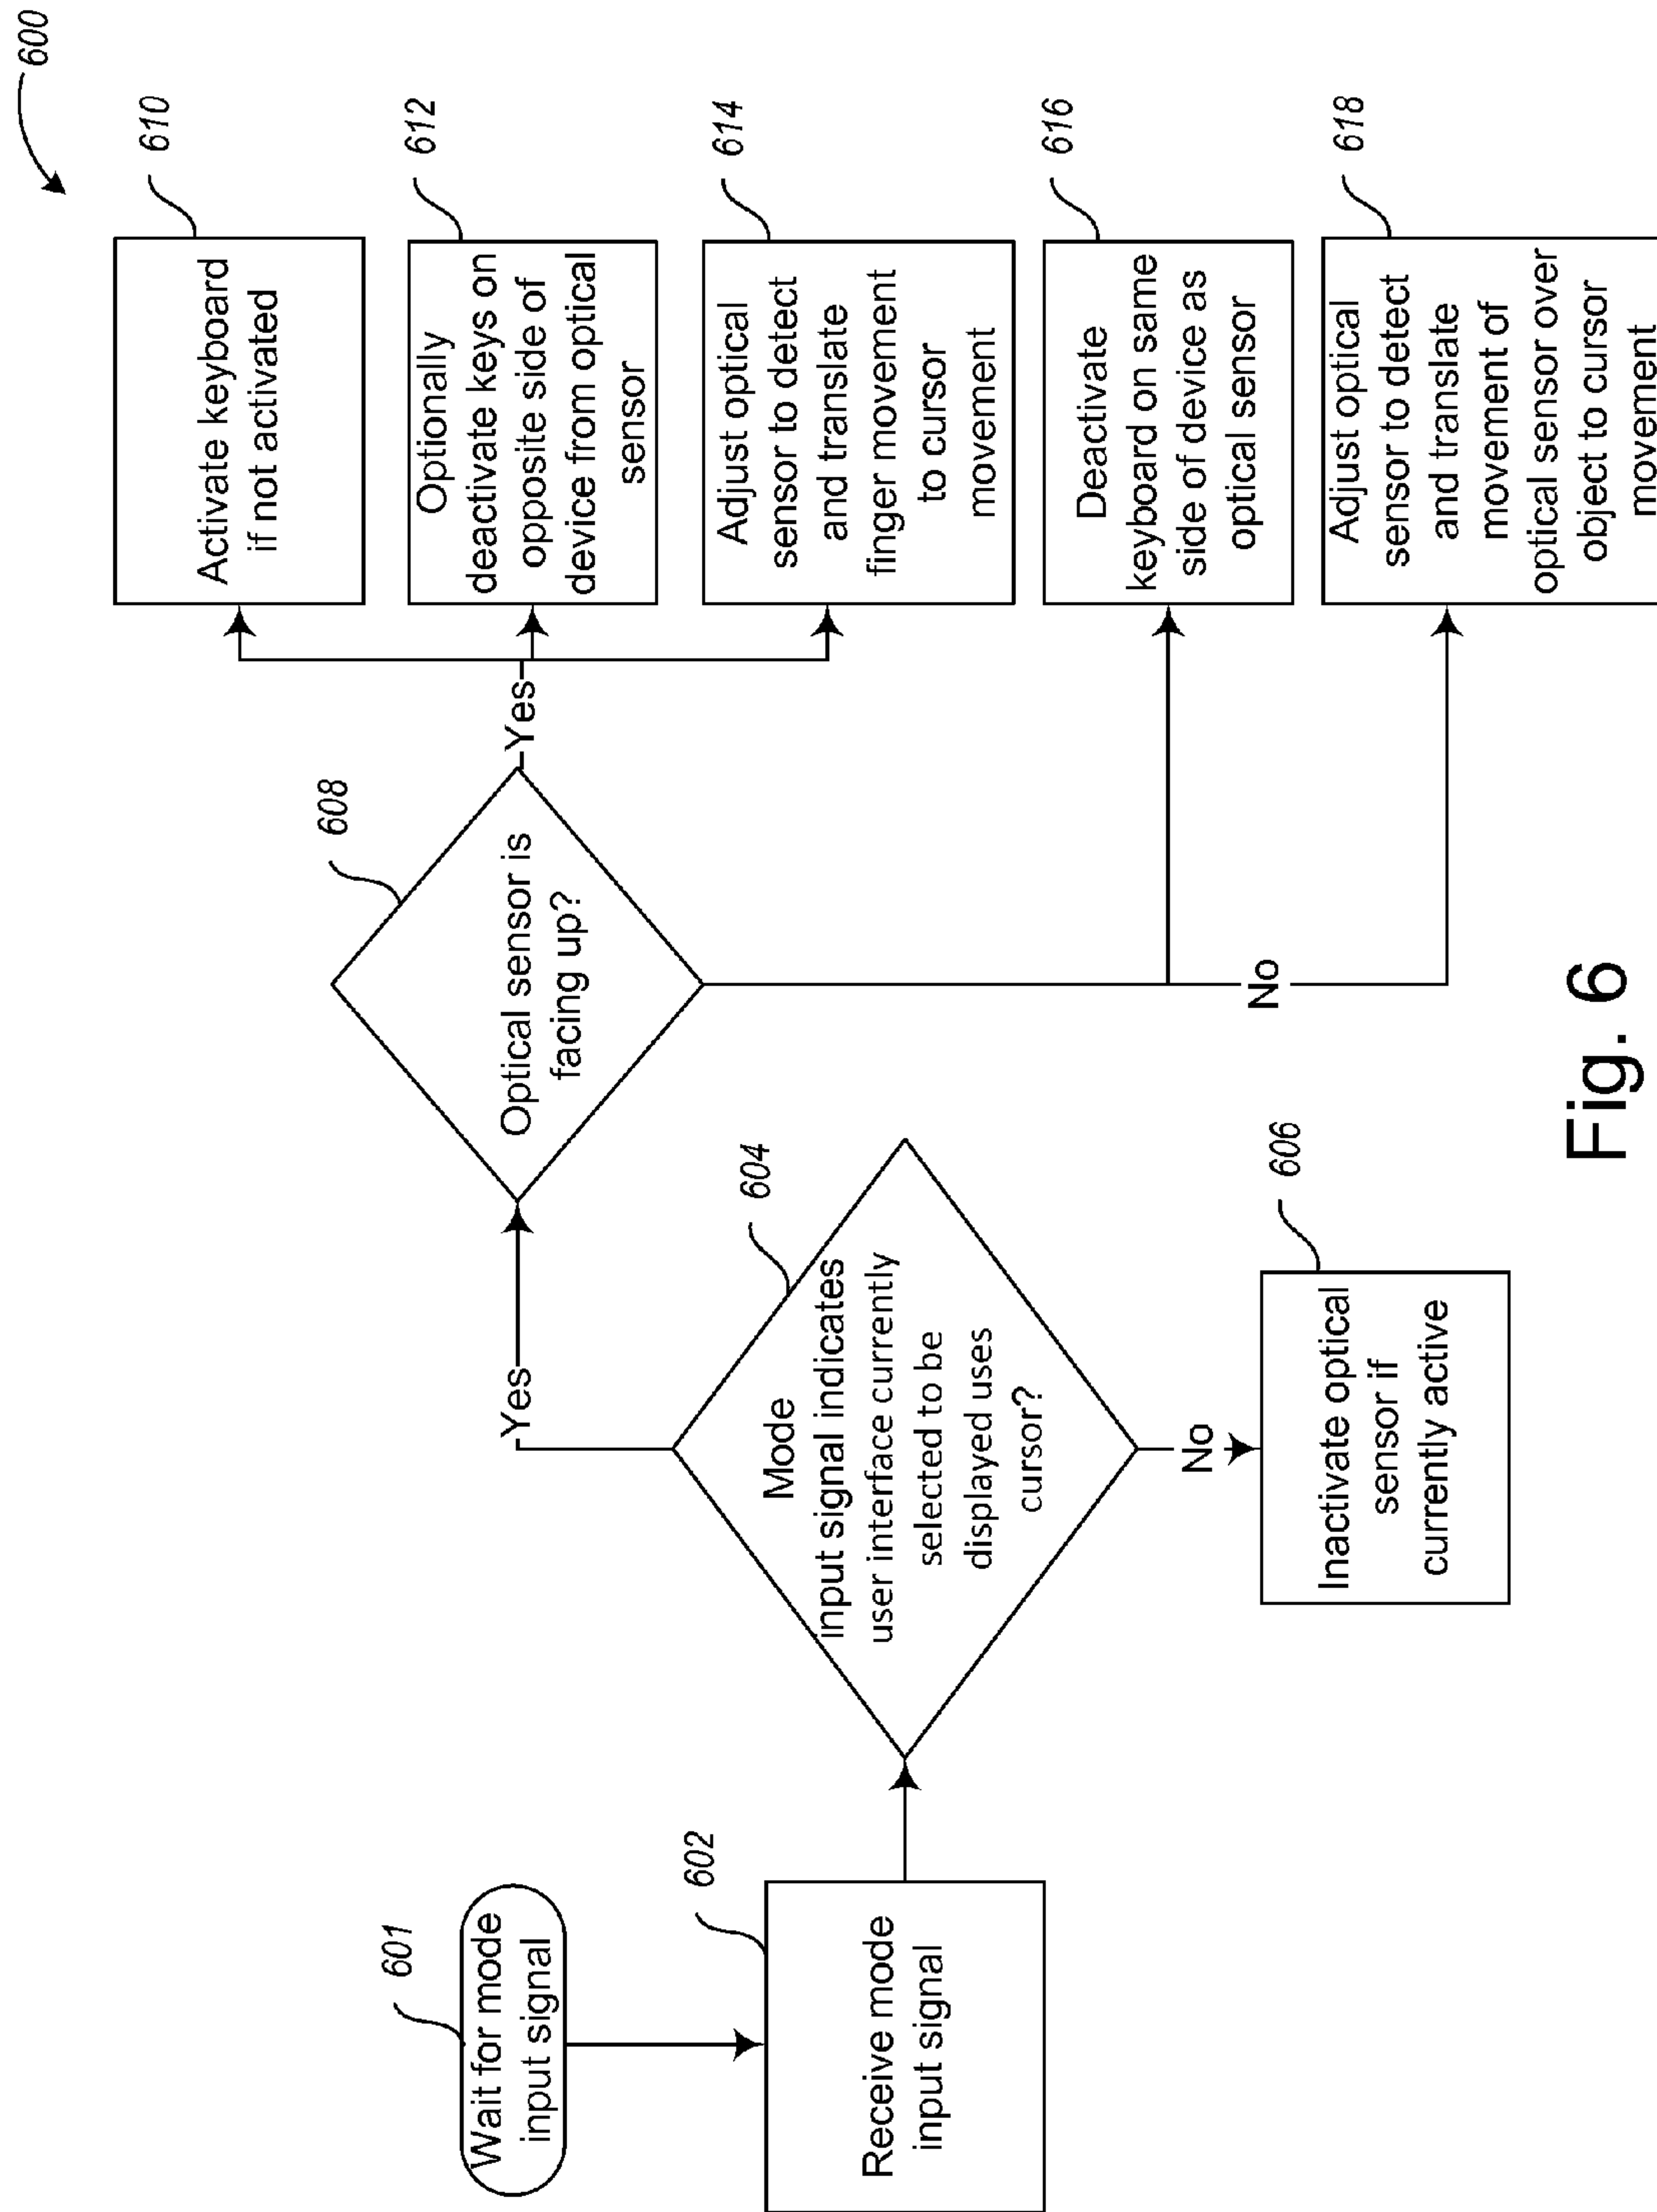 600
601
Wait for mode
input signal
602
Receive mode
input signal
604
Mode
input signal indicates
user interface currently
selected to be
displayed uses
cursor?
No
606
Inactivate optical
sensor if
currently active
Yes
608
Optical sensor is
facing up?
Yes
610
Activate keyboard
if not activated
612
Optionally
deactivate keys on
opposite side of
device from optical
sensor
614
Adjust optical
sensor to detect
and translate
finger movement
to cursor
movement
No
616
Deactivate
keyboard on same
side of device as
optical sensor
618
Adjust optical
sensor to detect
and translate
movement of
optical sensor over
object to cursor
movement
Fig. 6